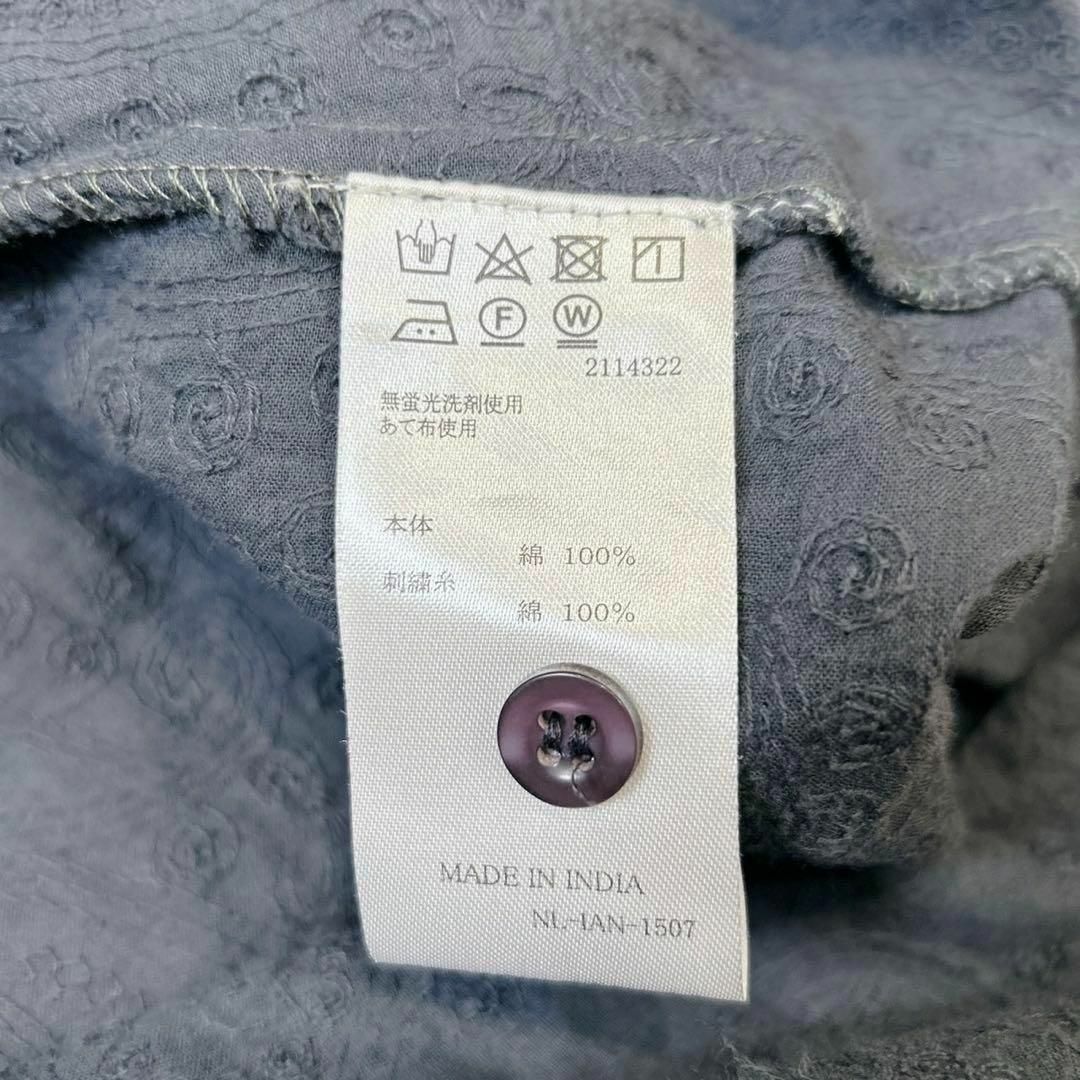 F W
2114322
無蛍光洗剤使用
あて布使用
本体
綿 100%
刺繍糸
綿 100%
MADE IN INDIA
NL-IAN-1507